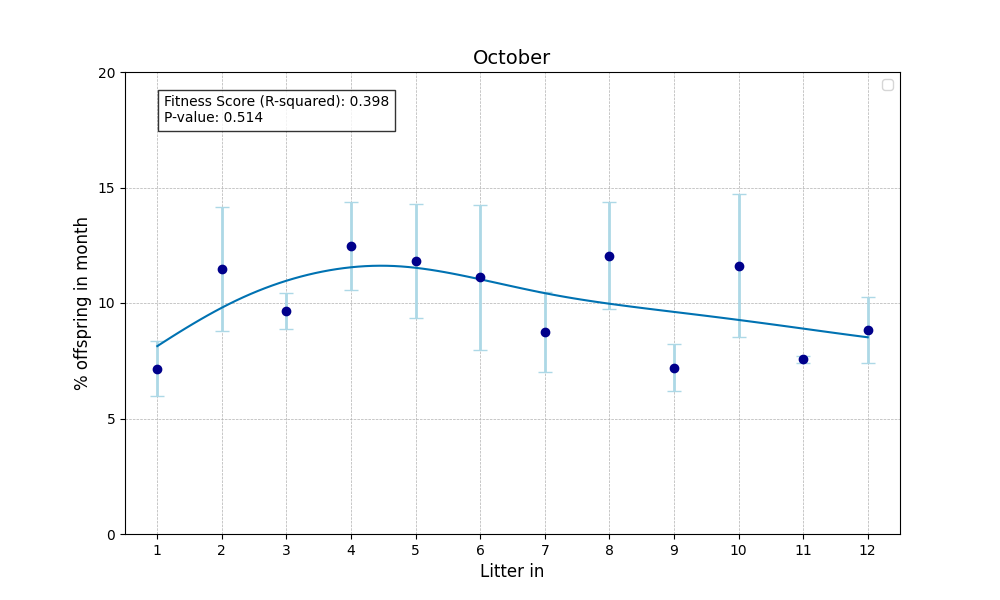 October
Fitness Score (R-squared): 0.398
P-value: 0.514
% offspring in month
20
15
10
5
0
1 2 3 4 5 6 7 8 9 10 11 12
Litter in